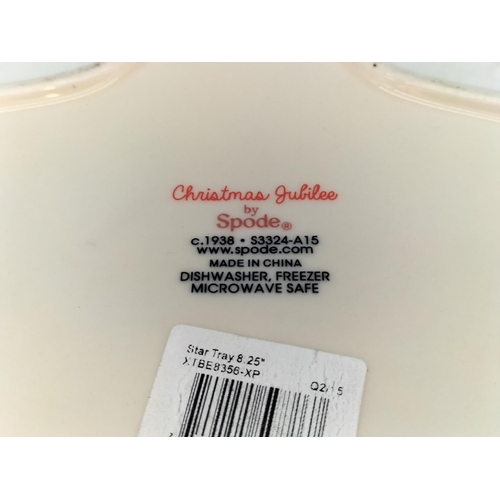 Christmas Jubilee
by
Spode®
c.1938 • S3324-A15
www.spode.com
MADE IN CHINA
DISHWASHER, FREEZER
MICROWAVE SAFE
Star Tray 8.25"
XTBE8356-XP